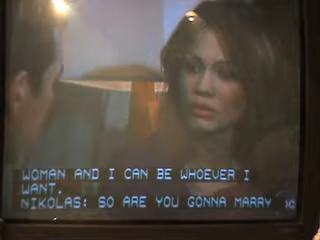 WOMAN AND I CAN BE WHOEVER I
WANT.
NIKOLAS: SO ARE YOU GONNA MARRY